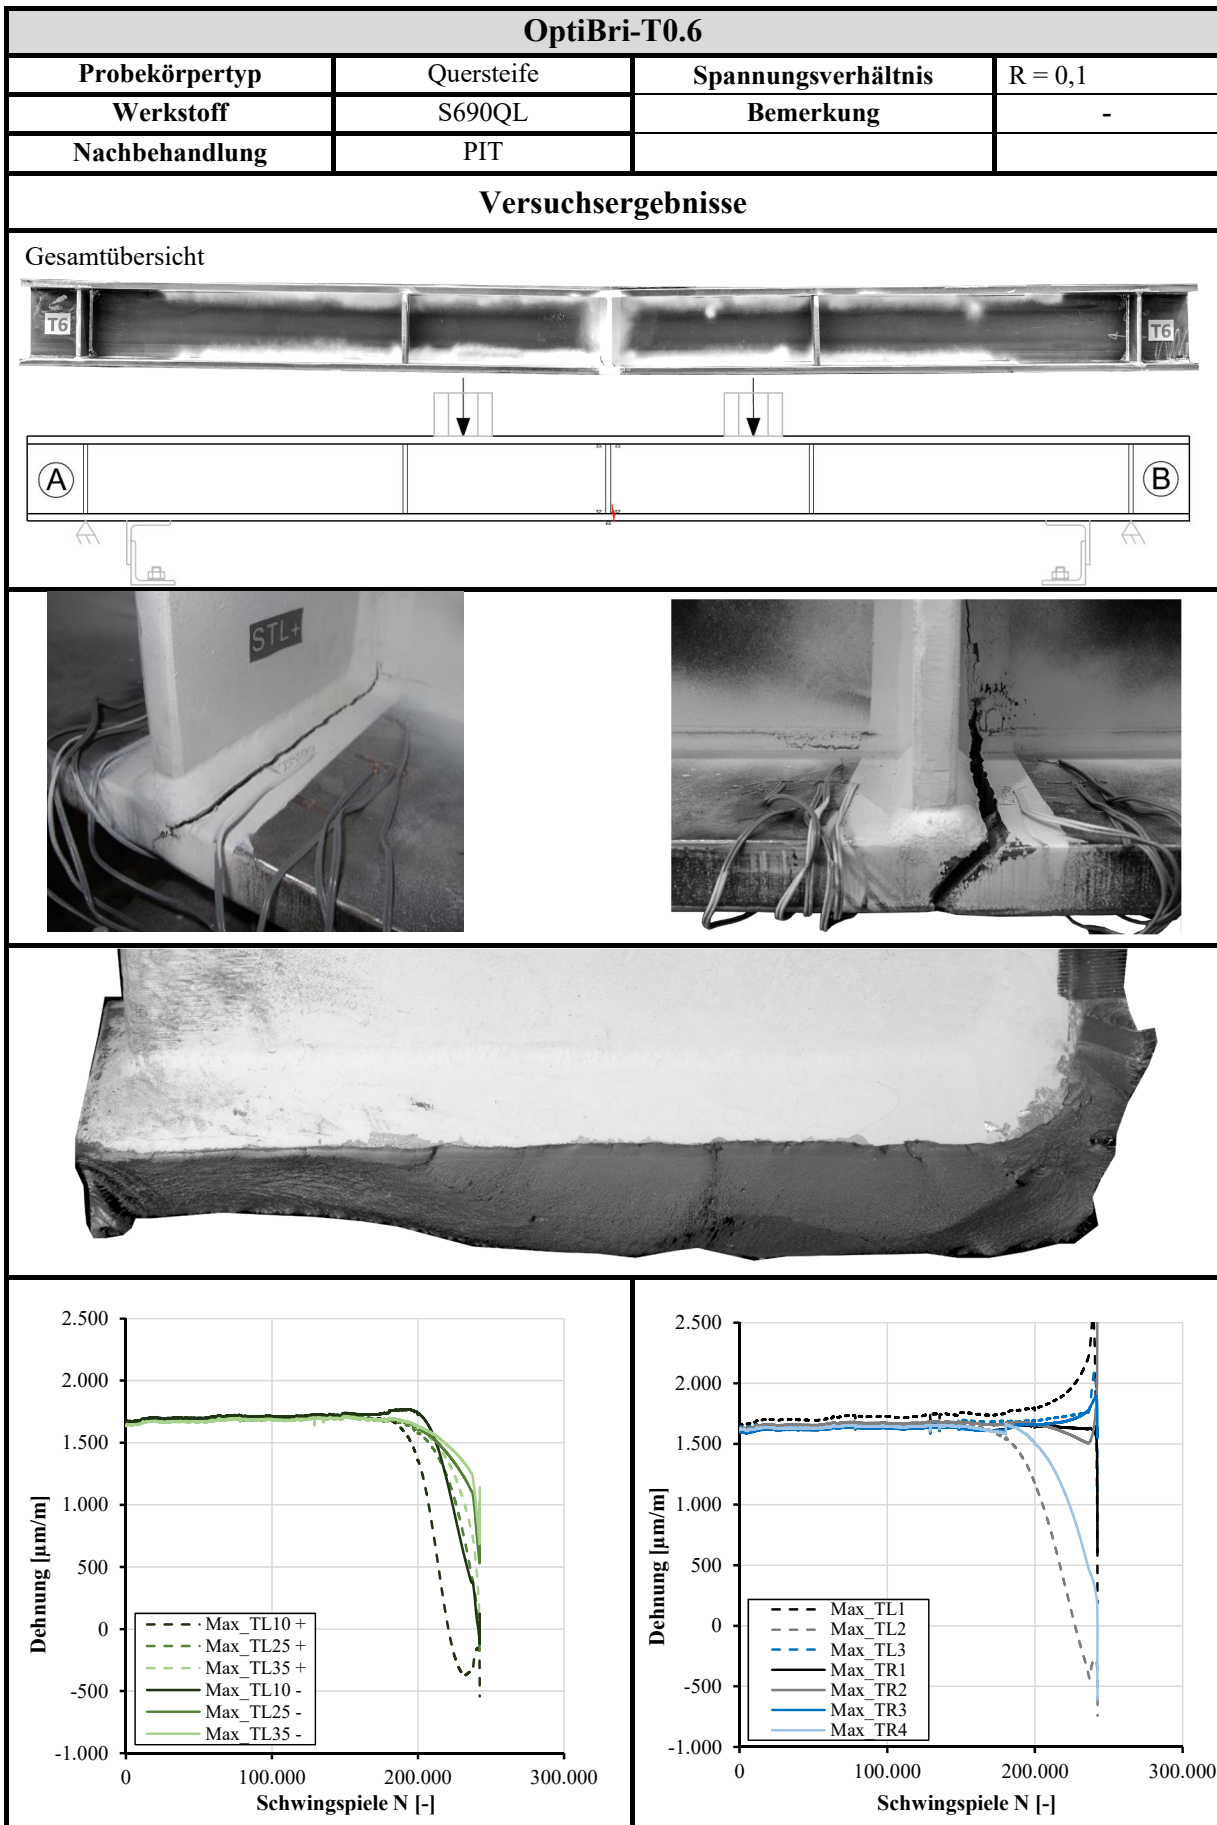 OptiBri-T0.6
Probekörpertyp Quersteife Spannungsverhältnis R = 0,1
Werkstoff S690QL Bemerkung -
Nachbehandlung PIT
Versuchsergebnisse
Gesamtübersicht
T6 T6
A B
STL+
2.500
2.000
1.500
1.000
500
0
-500
-1.000
Dehnung [µm/m]
Max_TL10 +
Max_TL25 +
Max_TL35 +
Max_TL10 -
Max_TL25 -
Max_TL35 -
0 100.000 200.000 300.000
Schwingspiele N [-]
2.500
2.000
1.500
1.000
500
0
-500
-1.000
Dehnung [µm/m]
Max_TL1
Max_TL2
Max_TL3
Max_TR1
Max_TR2
Max_TR3
Max_TR4
0 100.000 200.000 300.000
Schwingspiele N [-]